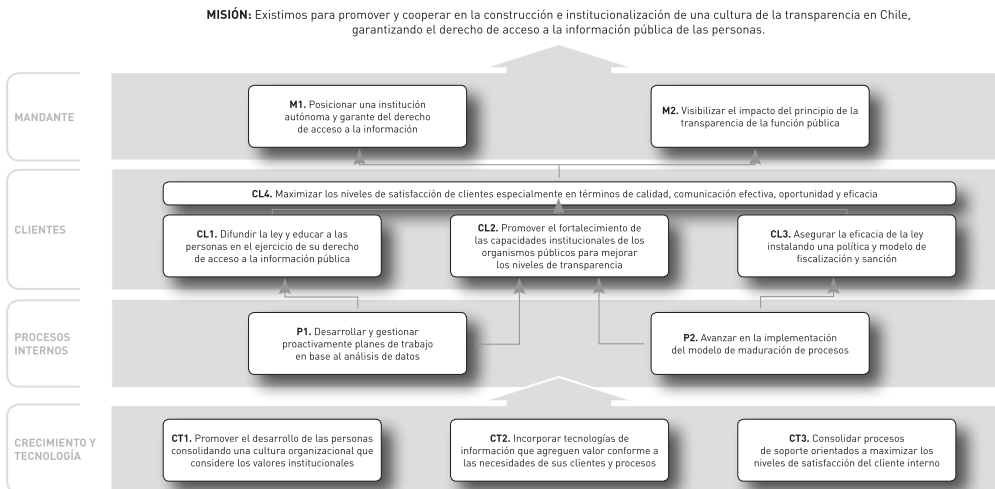 MISIÓN: Existimos para promover y cooperar en la construcción e institucionalización de una cultura de la transparencia en Chile,
garantizando el derecho de acceso a la información pública de las personas.
MANDANTE
M1. Posicionar una institución
autónoma y garante del derecho
de acceso a la información
M2. Visibilizar el impacto del principio de la
transparencia de la función pública
CLIENTES
CL4. Maximizar los niveles de satisfacción de clientes especialmente en términos de calidad, comunicación efectiva, oportunidad y eficacia
CL1. Difundir la ley y educar a las
personas en el ejercicio de su derecho
de acceso a la información pública
CL2. Promover el fortalecimiento de
las capacidades institucionales de los
organismos públicos para mejorar
los niveles de transparencia
CL3. Asegurar la eficacia de la ley
instalando una política y modelo de
fiscalización y sanción
PROCESOS
INTERNOS
P1. Desarrollar y gestionar
proactivamente planes de trabajo
en base al análisis de datos
P2. Avanzar en la implementación
del modelo de maduración de procesos
CRECIMIENTO Y
TECNOLOGÍA
CT1. Promover el desarrollo de las personas
consolidando una cultura organizacional que
considere los valores institucionales
CT2. Incorporar tecnologías de
información que agreguen valor conforme a
las necesidades de sus clientes y procesos
CT3. Consolidar procesos
de soporte orientados a maximizar los
niveles de satisfacción del cliente interno